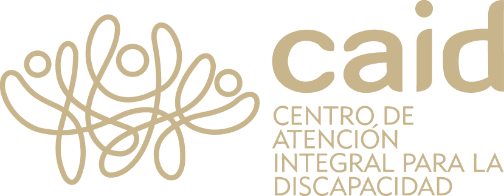 caid
CENTRO DE
ATENCIÓN
INTEGRAL PARA LA
DISCAPACIDAD